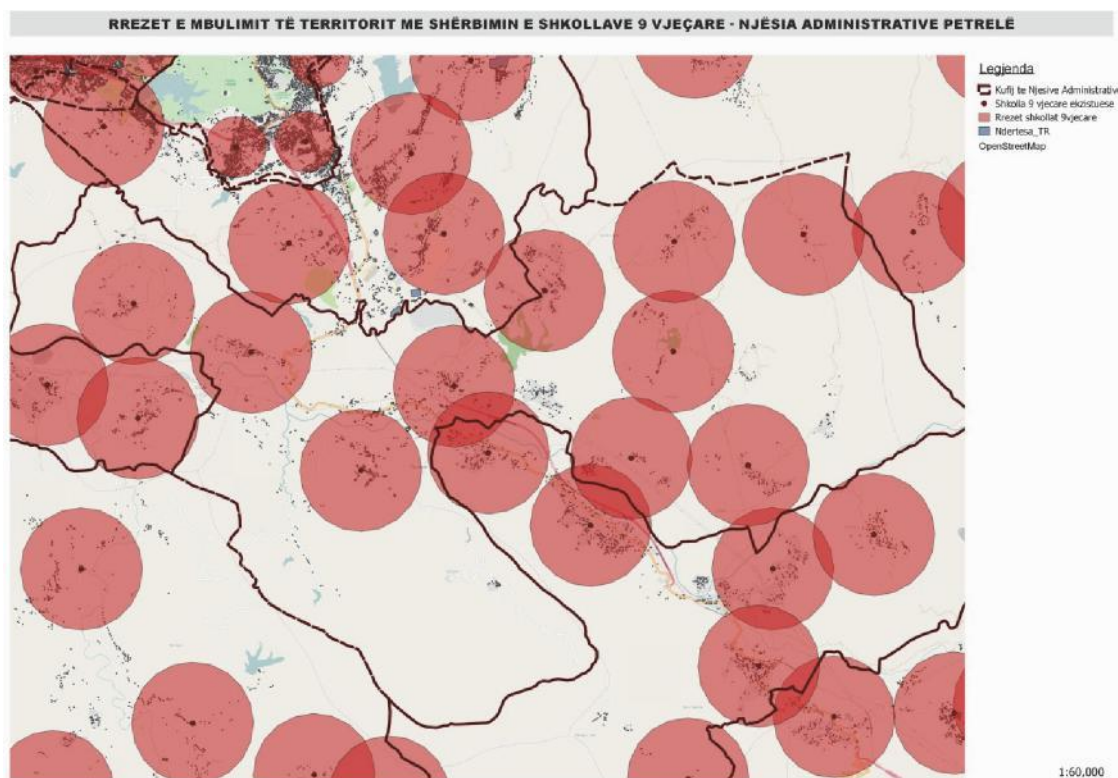 RREZET E MBULIMIT TË TERRITORIT ME SHËRBIMIN E SHKOLLAVE 9 VJEÇARE - NJËSIA ADMINISTRATIVE PETRELË
Legjenda
Kufij te Njesive Administrative
Shkolla 9 vjecare ekzistuese
Rrezet shkollat 9vjecare
Ndertesa_TR
OpenStreetMap
1:60,000